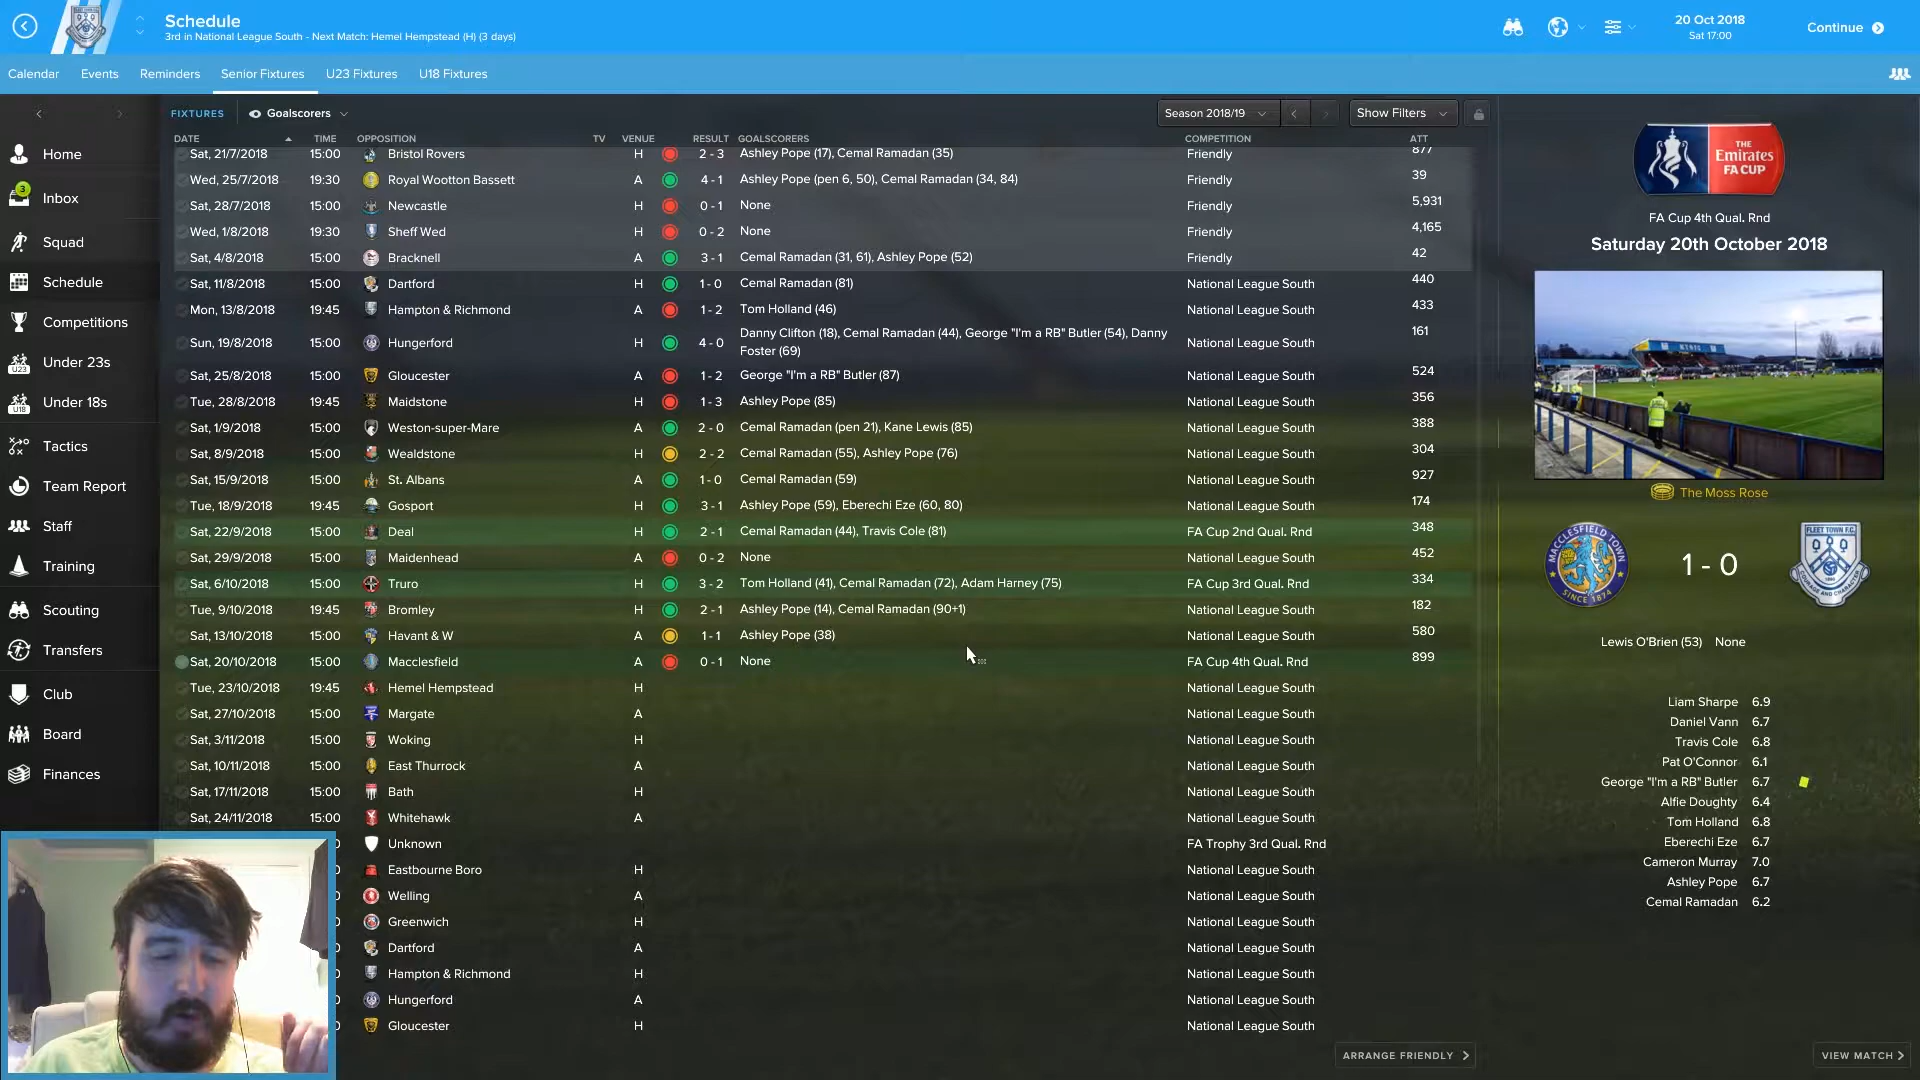 Schedule
3rd in National League South - Next Match: Hemel Hempstead (H) (3 days)
20 Oct 2018
Sat 17:00
Continue
Calendar Events Reminders Senior Fixtures U23 Fixtures U18 Fixtures
FIXTURES Goalscorers Season 2018/19 Show Filters
DATE TIME OPPOSITION TV VENUE RESULT GOALSCORERS COMPETITION ATT
Sat, 21/7/2018 15:00 Bristol Rovers H 2 - 3 Ashley Pope (17), Cemal Ramadan (35) Friendly 877
Wed, 25/7/2018 19:30 Royal Wootton Bassett A 4 - 1 Ashley Pope (pen 6, 50), Cemal Ramadan (34, 84) Friendly 39
Sat, 28/7/2018 15:00 Newcastle H 0 - 1 None Friendly 5,931
Wed, 1/8/2018 19:30 Sheff Wed H 0 - 2 None Friendly 4,165
Sat, 4/8/2018 15:00 Bracknell A 3 - 1 Cemal Ramadan (31, 61), Ashley Pope (52) Friendly 42
Sat, 11/8/2018 15:00 Dartford H 1 - 0 Cemal Ramadan (81) National League South 440
Mon, 13/8/2018 19:45 Hampton & Richmond A 1 - 2 Tom Holland (46) National League South 433
Sun, 19/8/2018 15:00 Hungerford H 4 - 0 Danny Clifton (18), Cemal Ramadan (44), George "I'm a RB" Butler (54), Danny
Foster (69) National League South 161
Sat, 25/8/2018 15:00 Gloucester A 1 - 2 George "I'm a RB" Butler (87) National League South 524
Tue, 28/8/2018 19:45 Maidstone H 1 - 3 Ashley Pope (85) National League South 356
Sat, 1/9/2018 15:00 Weston-super-Mare A 2 - 0 Cemal Ramadan (pen 21), Kane Lewis (85) National League South 388
Sat, 8/9/2018 15:00 Wealdstone H 2 - 2 Cemal Ramadan (55), Ashley Pope (76) National League South 304
Sat, 15/9/2018 15:00 St. Albans A 1 - 0 Cemal Ramadan (59) National League South 927
Tue, 18/9/2018 19:45 Gosport H 3 - 1 Ashley Pope (59), Eberechi Eze (60, 80) National League South 174
Sat, 22/9/2018 15:00 Deal H 2 - 1 Cemal Ramadan (44), Travis Cole (81) FA Cup 2nd Qual. Rnd 348
Sat, 29/9/2018 15:00 Maidenhead A 0 - 2 None National League South 452
Sat, 6/10/2018 15:00 Truro H 3 - 2 Tom Holland (41), Cemal Ramadan (72), Adam Harney (75) FA Cup 3rd Qual. Rnd 334
Tue, 9/10/2018 19:45 Bromley H 2 - 1 Ashley Pope (14), Cemal Ramadan (90+1) National League South 182
Sat, 13/10/2018 15:00 Havant & W A 1 - 1 Ashley Pope (38) National League South 580
Sat, 20/10/2018 15:00 Macclesfield A 0 - 1 None FA Cup 4th Qual. Rnd 899
Tue, 23/10/2018 19:45 Hemel Hempstead H National League South
Sat, 27/10/2018 15:00 Margate A National League South
Sat, 3/11/2018 15:00 Woking H National League South
Sat, 10/11/2018 15:00 East Thurrock A National League South
Sat, 17/11/2018 15:00 Bath H National League South
Sat, 24/11/2018 15:00 Whitehawk A National League South
Unknown FA Trophy 3rd Qual. Rnd
Eastbourne Boro H National League South
Welling A National League South
Greenwich H National League South
Dartford A National League South
Hampton & Richmond H National League South
Hungerford A National League South
Gloucester H National League South
ARRANGE FRIENDLY
Home
3
Inbox
Squad
Schedule
Competitions
Under 23s
U23
Under 18s
U18
Tactics
Team Report
Staff
Training
Scouting
Transfers
Club
Board
Finances
THE
Emirates
FA CUP
FA Cup 4th Qual. Rnd
Saturday 20th October 2018
The Moss Rose
MACCLESFIELD TOWN
SINCE 1874
1 - 0
FLEET TOWN F.C.
Lewis O'Brien (53) None
Liam Sharpe 6.9
Daniel Vann 6.7
Travis Cole 6.8
Pat O'Connor 6.1
George "I'm a RB" Butler 6.7
Alfie Doughty 6.4
Tom Holland 6.8
Eberechi Eze 6.7
Cameron Murray 7.0
Ashley Pope 6.7
Cemal Ramadan 6.2
VIEW MATCH